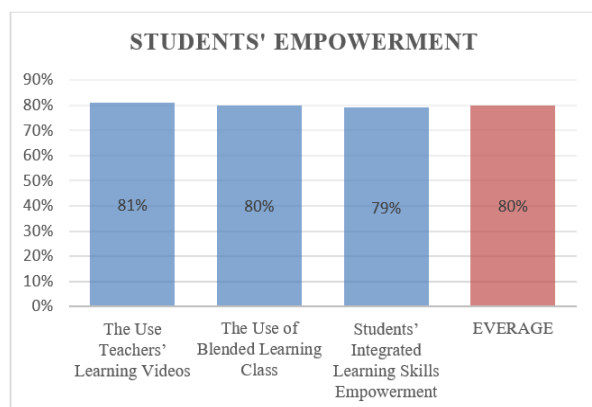 STUDENTS' EMPOWERMENT
90%
80%
70%
60%
50%
40%
30%
20%
10%
0%
81%
80%
79%
80%
The Use
Teachers’
Learning Videos
The Use of
Blended Learning
Class
Students’
Integrated
Learning Skills
Empowerment
EVERAGE